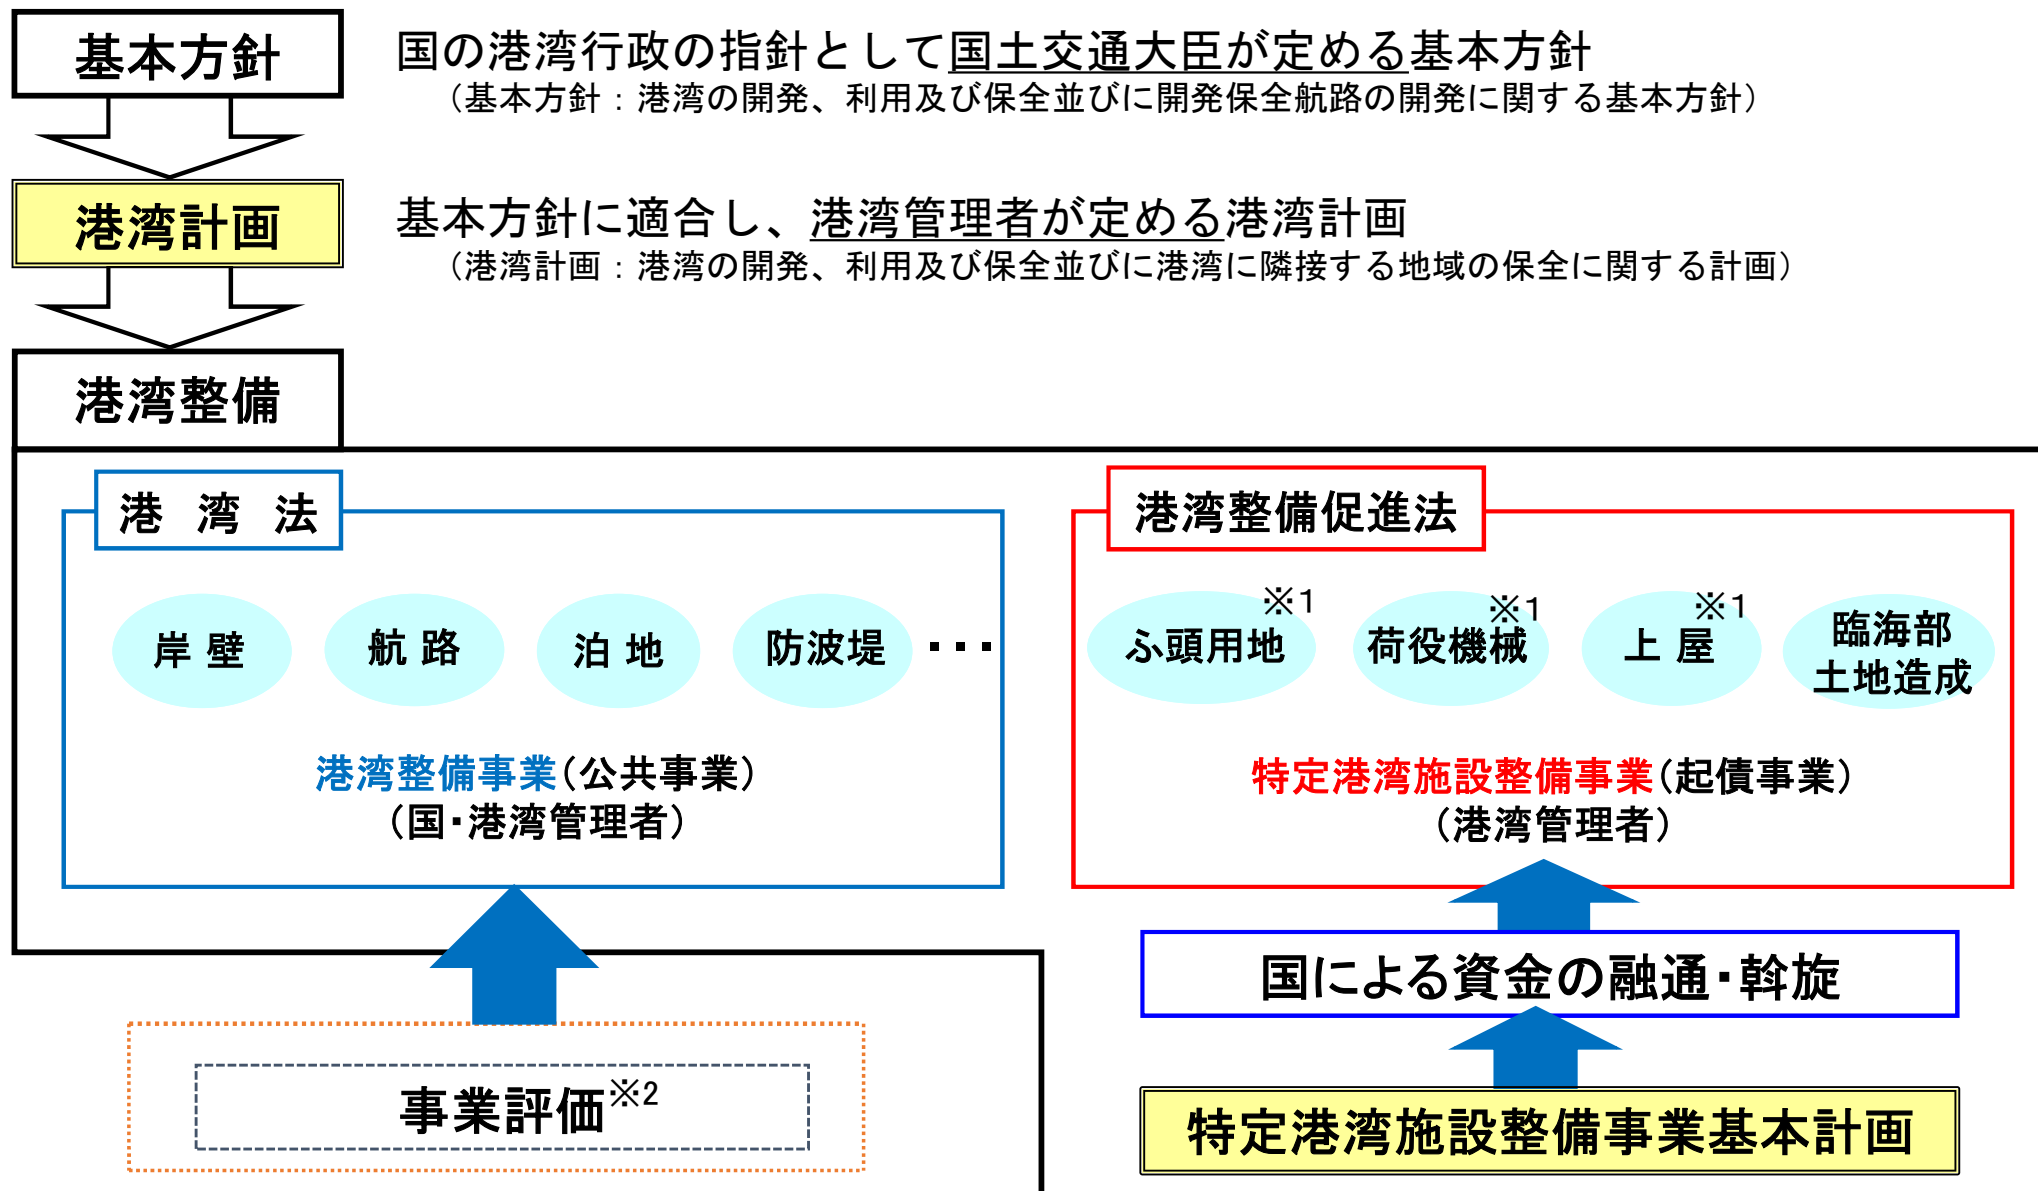 基本方針
国の港湾行政の指針として国土交通大臣が定める基本方針
（基本方針：港湾の開発、利用及び保全並びに開発保全航路の開発に関する基本方針）
港湾計画
基本方針に適合し、港湾管理者が定める港湾計画
（港湾計画：港湾の開発、利用及び保全並びに港湾に隣接する地域の保全に関する計画）
港湾整備
港 湾 法
岸 壁
航 路
泊 地
防波堤
・・・
港湾整備事業（公共事業）
（国・港湾管理者）
事業評価※2
港湾整備促進法
ふ頭用地※1
荷役機械※1
上 屋※1
臨海部
土地造成
特定港湾施設整備事業（起債事業）
（港湾管理者）
国による資金の融通・斡旋
特定港湾施設整備事業基本計画